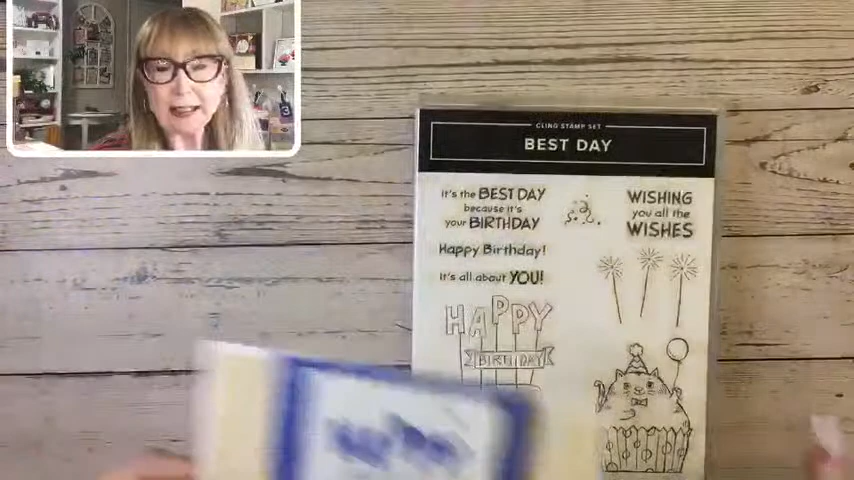 CLING STAMP SET
BEST DAY
It's the BEST DAY
because it's
your BIRTHDAY
WISHING
you all the
WISHES
Happy BIRTHDAY!
It's all about YOU!
HAPPY
BIRTHDAY